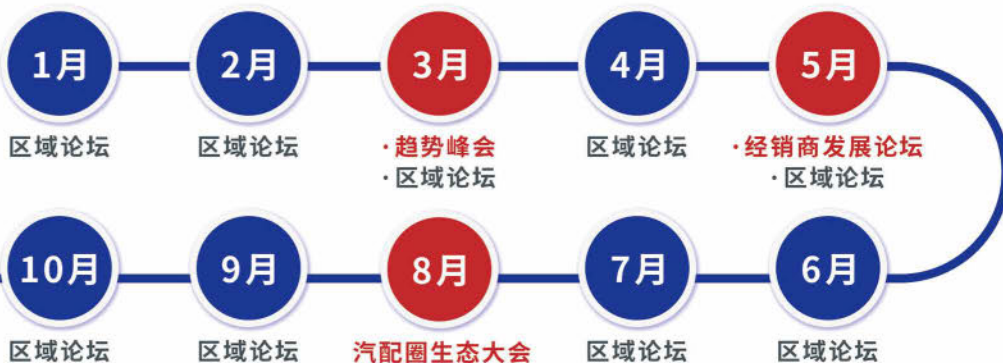 1月
2月
3月
4月
5月
区域论坛
区域论坛
·趋势峰会
·区域论坛
区域论坛
·经销商发展论坛
·区域论坛
10月
9月
8月
7月
6月
区域论坛
区域论坛
汽配圈生态大会
区域论坛
区域论坛